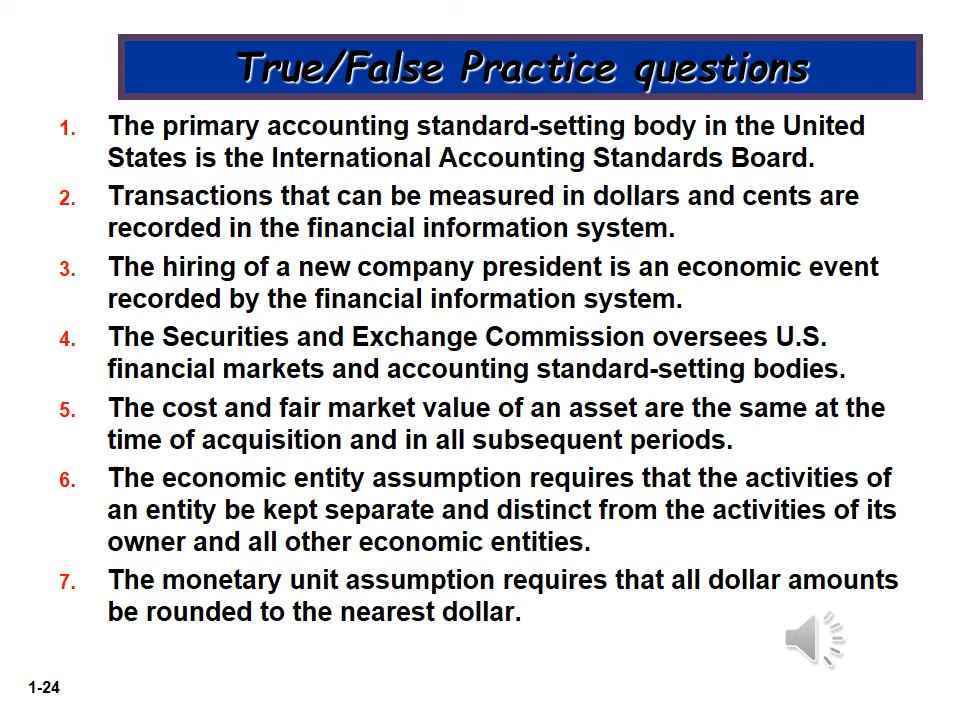 True/False Practice questions
1. The primary accounting standard-setting body in the United
States is the International Accounting Standards Board.
2. Transactions that can be measured in dollars and cents are
recorded in the financial information system.
3. The hiring of a new company president is an economic event
recorded by the financial information system.
4. The Securities and Exchange Commission oversees U.S.
financial markets and accounting standard-setting bodies.
5. The cost and fair market value of an asset are the same at the
time of acquisition and in all subsequent periods.
6. The economic entity assumption requires that the activities of
an entity be kept separate and distinct from the activities of its
owner and all other economic entities.
7. The monetary unit assumption requires that all dollar amounts
be rounded to the nearest dollar.
1-24